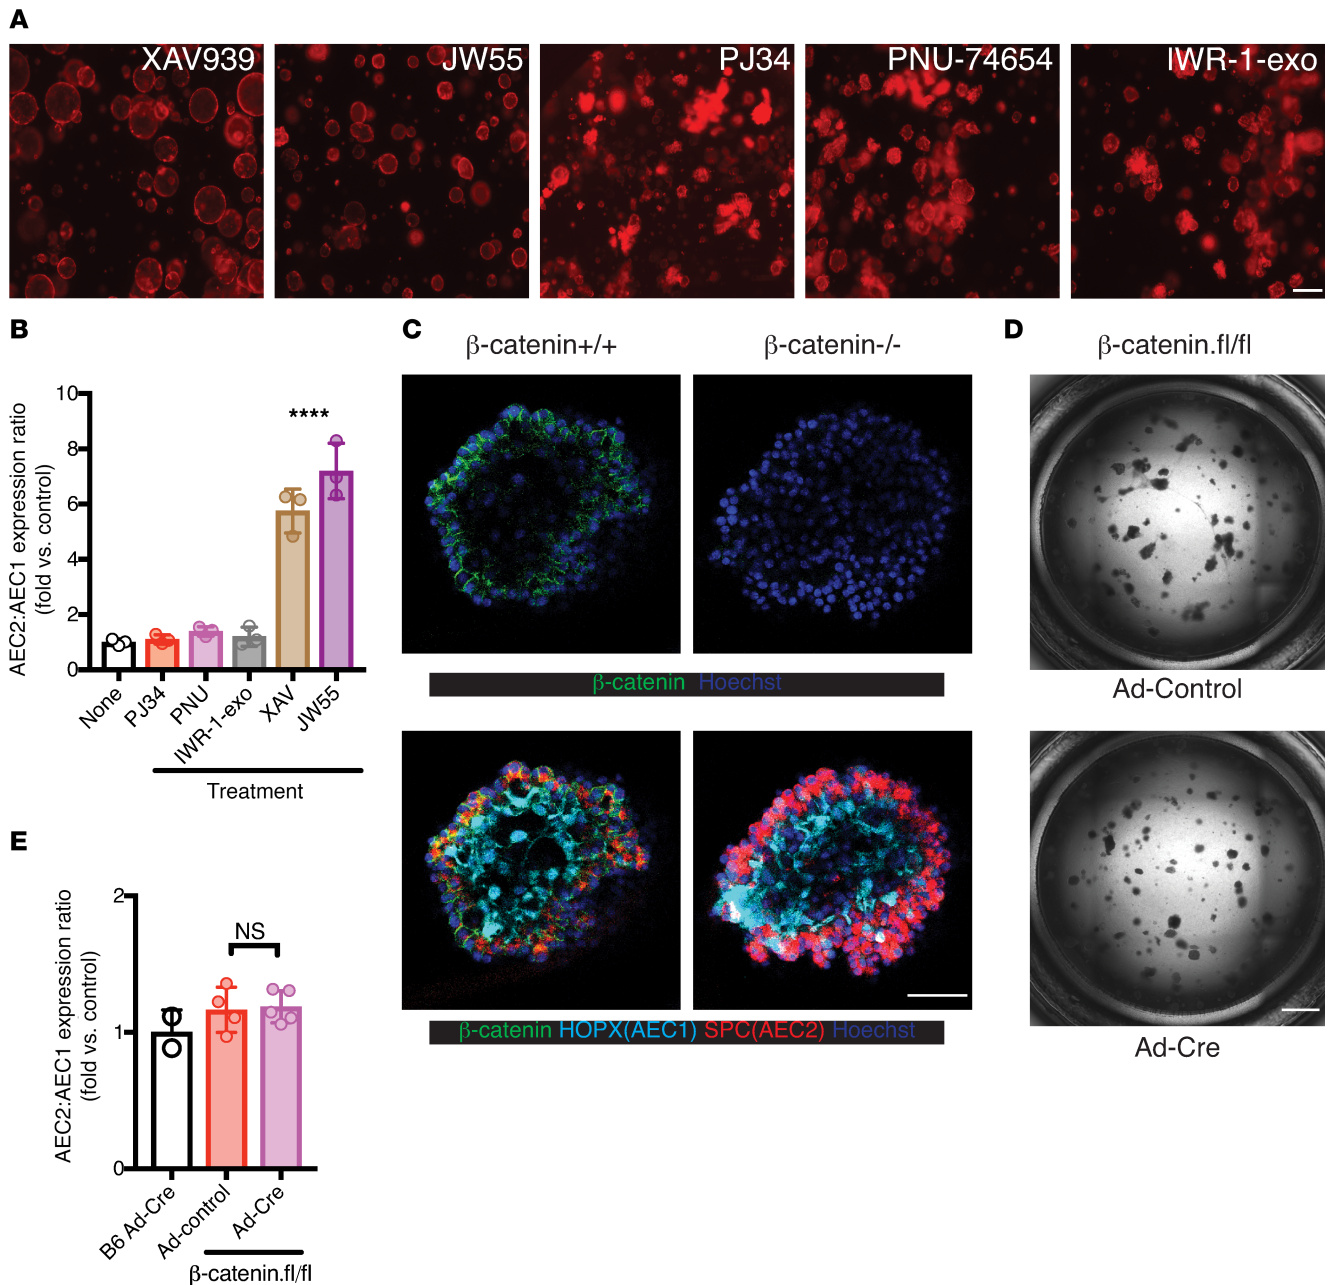 A
XAV939
JW55
PJ34
PNU-74654
IWR-1-exo
B
AEC2:AEC1 expression ratio
(fold vs. control)
10
8
6
4
2
0
****
None
PJ34
PNU
IWR-1-exo
XAV
JW55
Treatment
C
β-catenin+/+
β-catenin-/-
β-catenin Hoechst
β-catenin HOPX(AEC1) SPC(AEC2) Hoechst
D
β-catenin.fl/fl
Ad-Control
Ad-Cre
E
AEC2:AEC1 expression ratio
(fold vs. control)
2
1
0
NS
B6 Ad-Cre
Ad-control
Ad-Cre
β-catenin.fl/fl